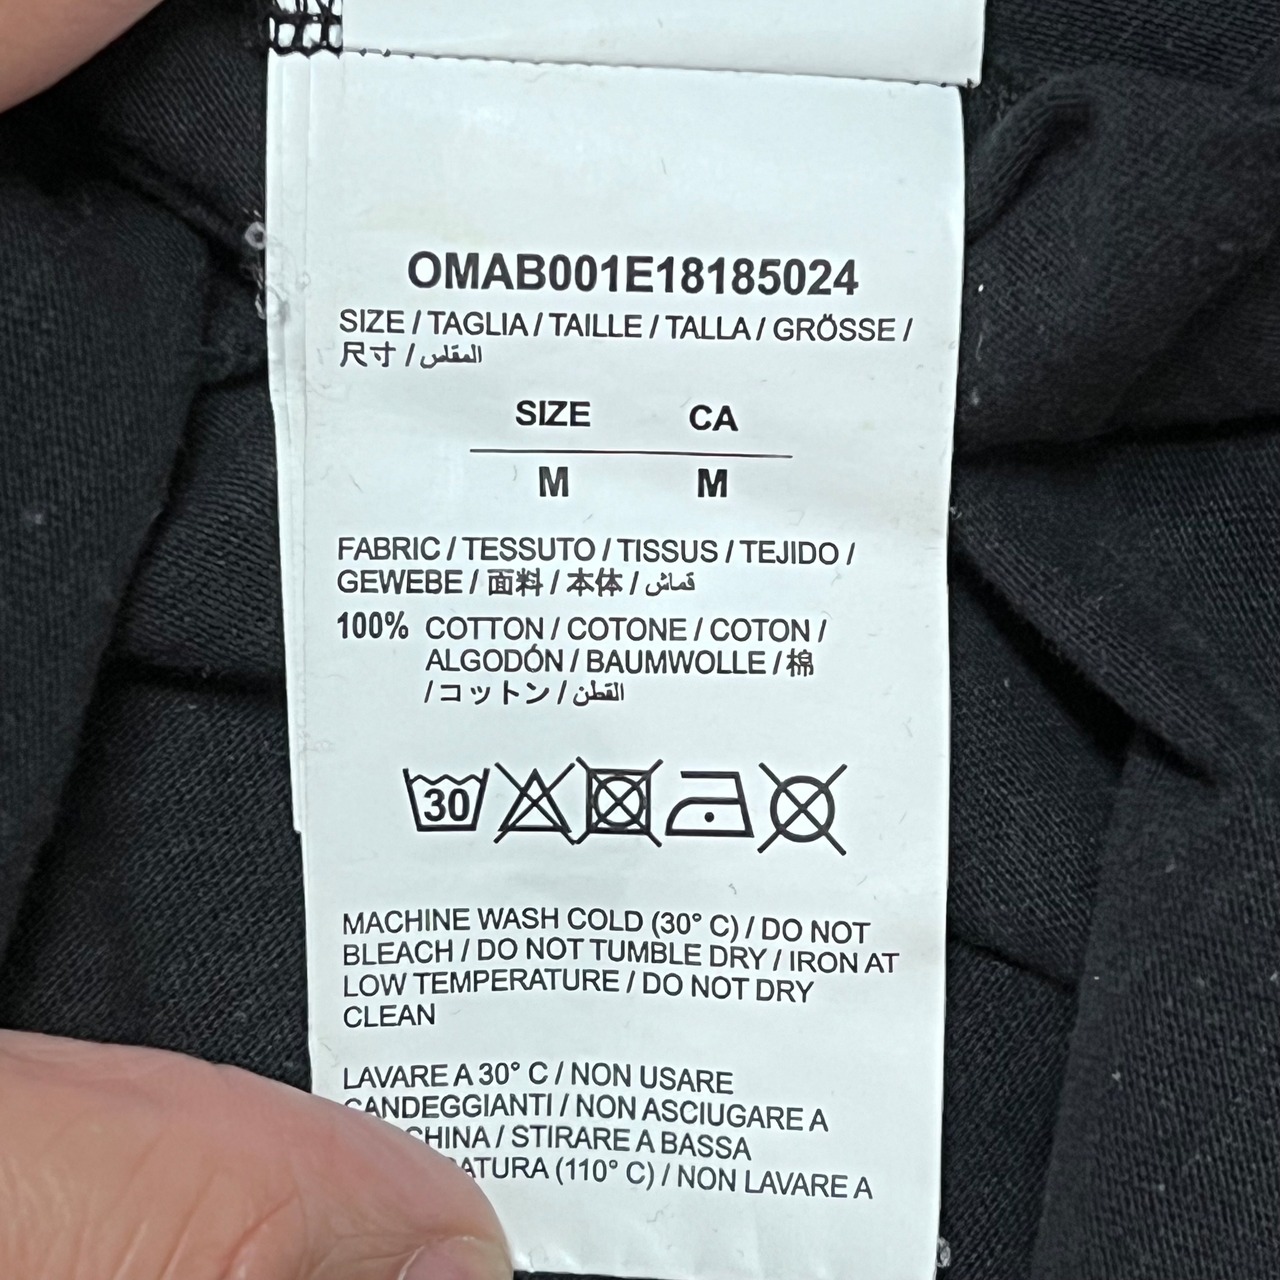 OMAB001E18185024
SIZE / TAGLIA / TAILLE / TALLA / GRÖSSE /
尺寸 / المقاس
SIZE CA
M M
FABRIC / TESSUTO / TISSUS / TEJIDO /
GEWEBE / 面料 / 本体 / قماش
100% COTTON / COTONE / COTON /
ALGODÓN / BAUMWOLLE / 棉
/ コットン / القطن
30
MACHINE WASH COLD (30° C) / DO NOT
BLEACH / DO NOT TUMBLE DRY / IRON AT
LOW TEMPERATURE / DO NOT DRY
CLEAN
LAVARE A 30° C / NON USARE
CANDEGGIANTI / NON ASCIUGARE A
CHINA / STIRARE A BASSA
ATURA (110° C) / NON LAVARE A